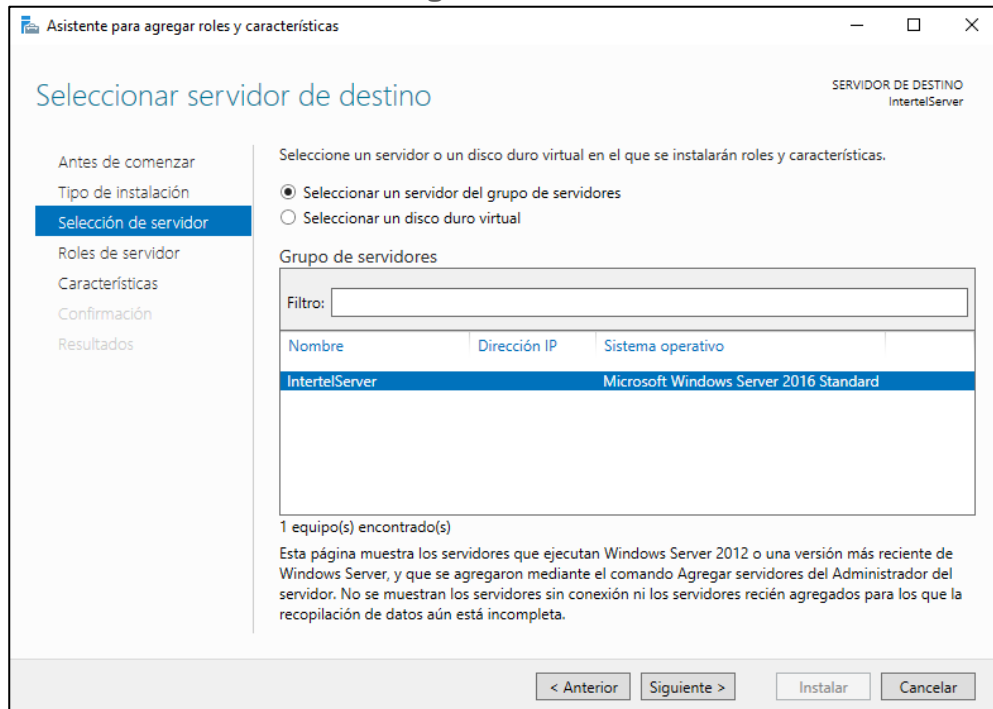 Asistente para agregar roles y características
Seleccionar servidor de destino
SERVIDOR DE DESTINO
IntertelServer
Antes de comenzar
Tipo de instalación
Selección de servidor
Roles de servidor
Características
Confirmación
Resultados
Seleccione un servidor o un disco duro virtual en el que se instalarán roles y características.
Seleccionar un servidor del grupo de servidores
Seleccionar un disco duro virtual
Grupo de servidores
Filtro:
Nombre Dirección IP Sistema operativo
IntertelServer Microsoft Windows Server 2016 Standard
1 equipo(s) encontrado(s)
Esta página muestra los servidores que ejecutan Windows Server 2012 o una versión más reciente de
Windows Server, y que se agregaron mediante el comando Agregar servidores del Administrador del
servidor. No se muestran los servidores sin conexión ni los servidores recién agregados para los que la
recopilación de datos aún está incompleta.
< Anterior Siguiente > Instalar Cancelar